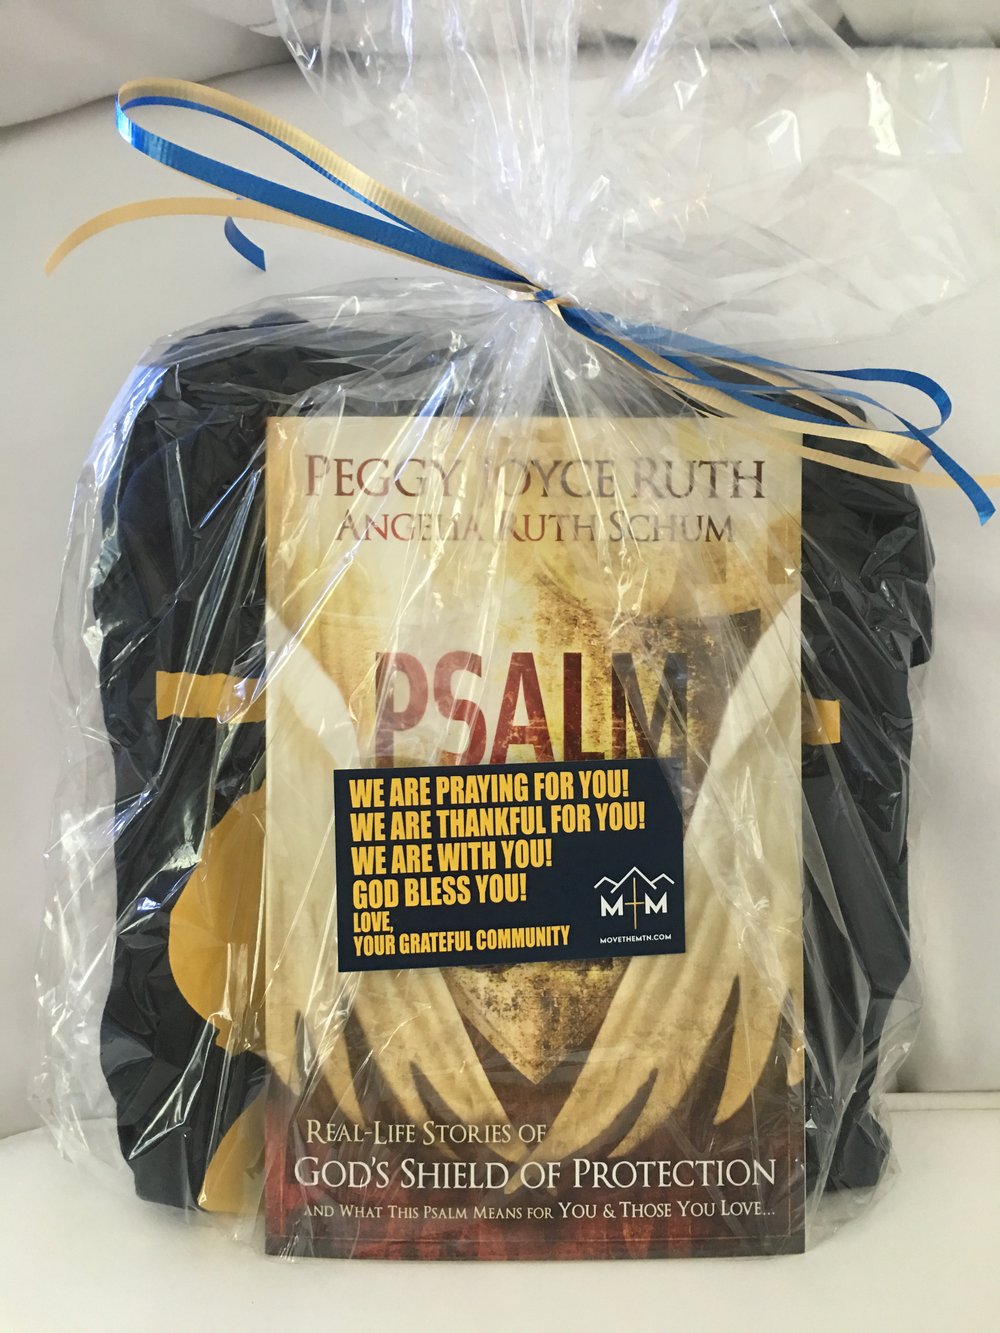 PEGGY JOYCE RUTH
ANGELIA RUTH SCHUM
PSALM
WE ARE PRAYING FOR YOU!
WE ARE THANKFUL FOR YOU!
WE ARE WITH YOU!
GOD BLESS YOU!
LOVE,
YOUR GRATEFUL COMMUNITY
M M
MOVETHEMTN.COM
REAL-LIFE STORIES OF
GOD'S SHIELD OF PROTECTION
AND WHAT THIS PSALM MEANS FOR YOU & THOSE YOU LOVE...